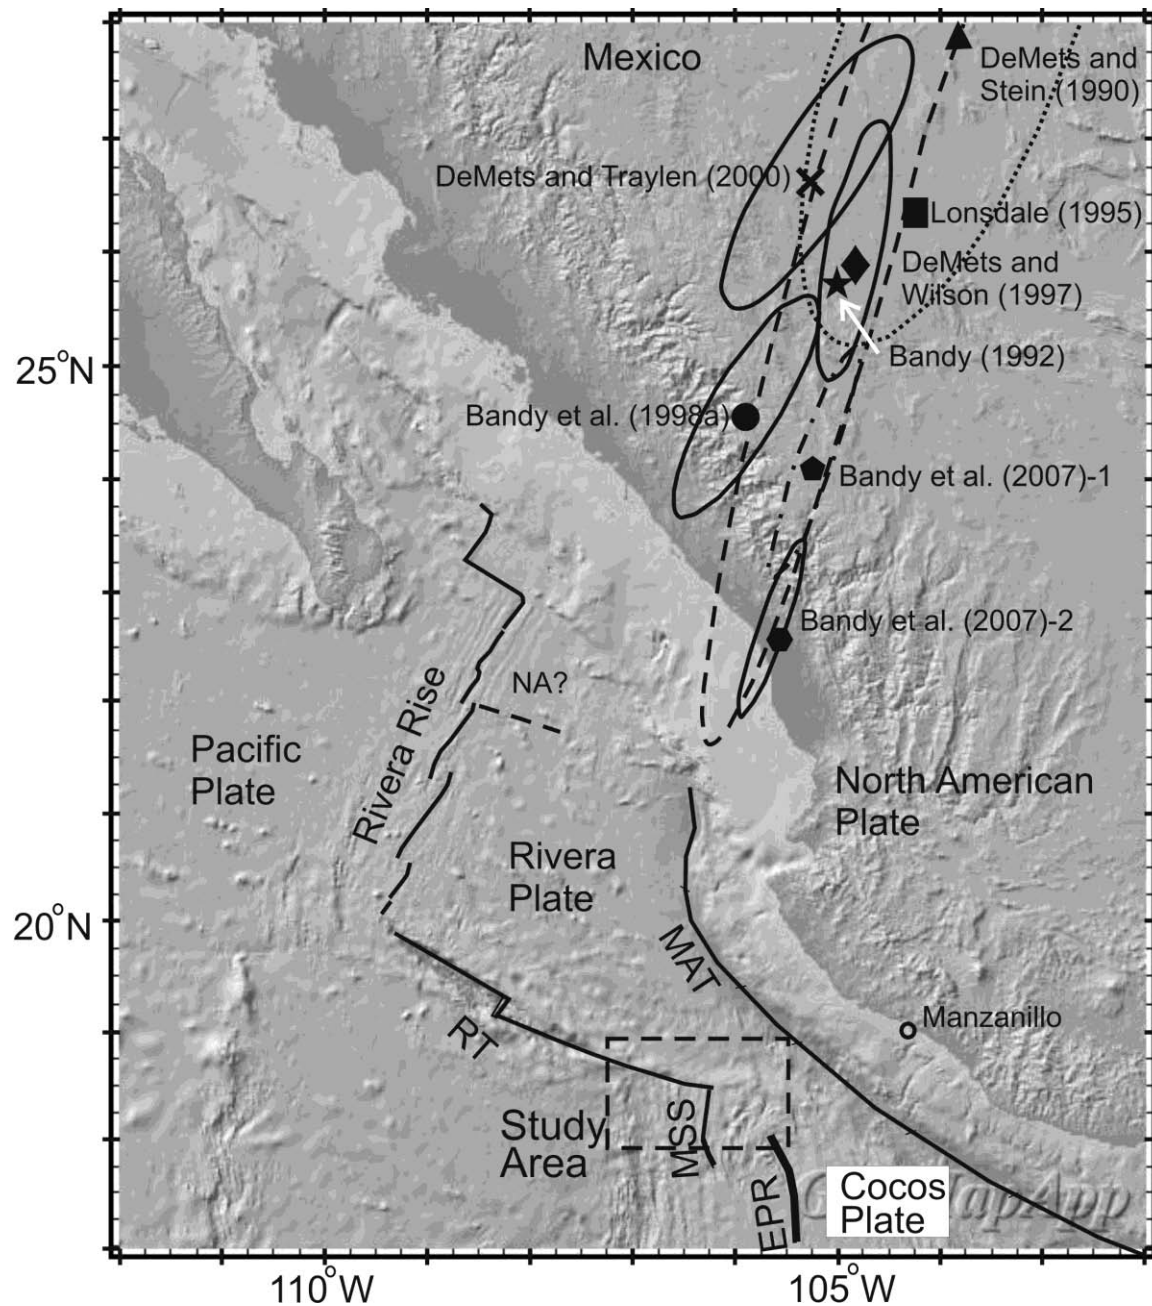 Mexico
DeMets and
Stein (1990)
DeMets and Traylen (2000)
Lonsdale (1995)
DeMets and
Wilson (1997)
Bandy (1992)
25°N
Bandy et al. (1998a)
Bandy et al. (2007)-1
Bandy et al. (2007)-2
NA?
Rivera Rise
Pacific
Plate
North American
Plate
Rivera
Plate
20°N
MAT
Manzanillo
RT
Study
Area
MSS
EPR
Cocos
Plate
110°W
105°W